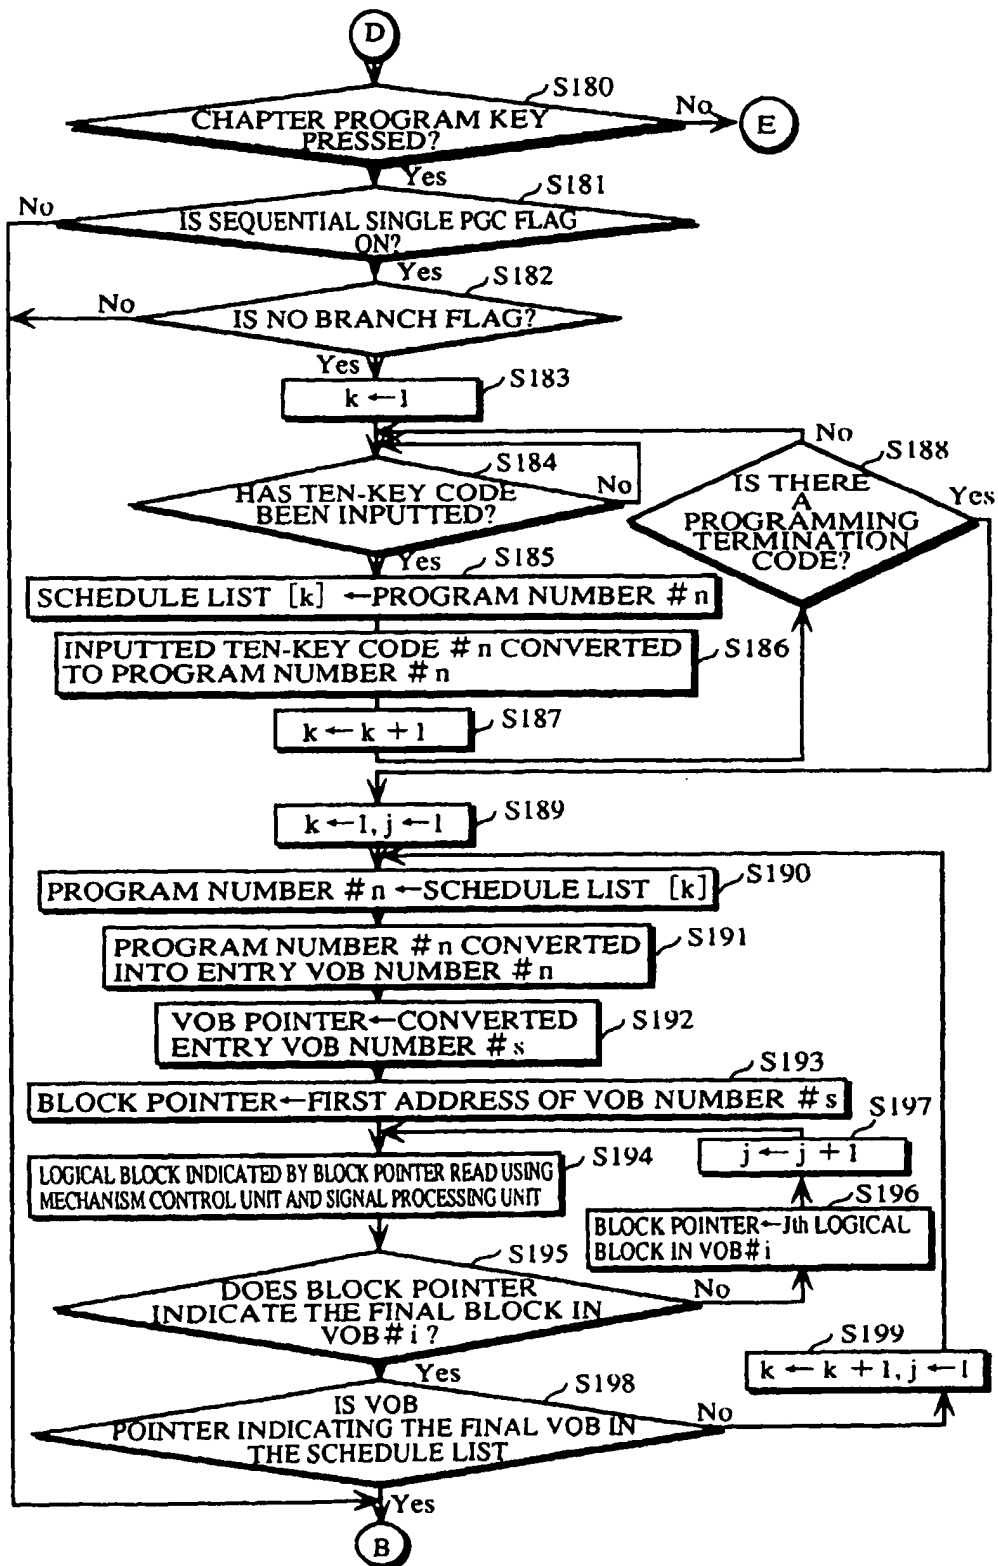 D
S180
CHAPTER PROGRAM KEY
PRESSED?
No
E
Yes
S181
No
IS SEQUENTIAL SINGLE PGC FLAG
ON?
Yes
S182
No
IS NO BRANCH FLAG?
Yes
S183
k ←1
No
S188
S184
HAS TEN-KEY CODE
BEEN INPUTTED?
No
IS THERE
A
PROGRAMMING
TERMINATION
CODE?
Yes
Yes
S185
SCHEDULE LIST [k] ←PROGRAM NUMBER #n
INPUTTED TEN-KEY CODE #n CONVERTED
TO PROGRAM NUMBER #n
S186
S187
k ← k + 1
S189
k ←1, j ←1
PROGRAM NUMBER #n ←SCHEDULE LIST [k]
S190
PROGRAM NUMBER #n CONVERTED
INTO ENTRY VOB NUMBER #n
S191
VOB POINTER←CONVERTED
ENTRY VOB NUMBER #s
S192
S193
BLOCK POINTER←FIRST ADDRESS OF VOB NUMBER #s
S197
j ← j + 1
LOGICAL BLOCK INDICATED BY BLOCK POINTER READ USING
MECHANISM CONTROL UNIT AND SIGNAL PROCESSING UNIT
S194
S196
BLOCK POINTER←Jth LOGICAL
BLOCK IN VOB#i
S195
DOES BLOCK POINTER
INDICATE THE FINAL BLOCK IN
VOB#i?
No
S199
k ← k + 1, j ←1
Yes
S198
IS VOB
POINTER INDICATING THE FINAL VOB IN
THE SCHEDULE LIST
No
Yes
B